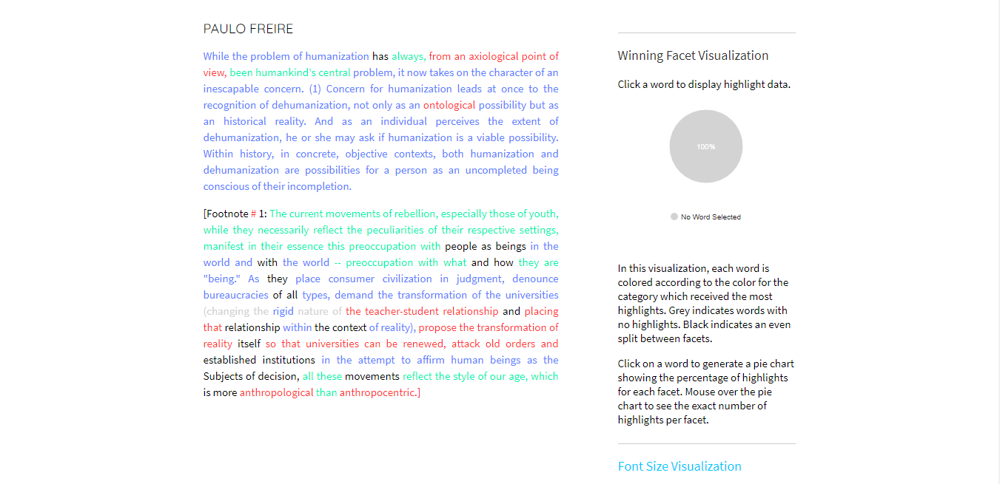 PAULO FREIRE
While the problem of humanization has always, from an axiological point of
view, been humankind's central problem, it now takes on the character of an
inescapable concern. (1) Concern for humanization leads at once to the
recognition of dehumanization, not only as an ontological possibility but as
an historical reality. And as an individual perceives the extent of
dehumanization, he or she may ask if humanization is a viable possibility.
Within history, in concrete, objective contexts, both humanization and
dehumanization are possibilities for a person as an uncompleted being
conscious of their incompletion.
[Footnote # 1: The current movements of rebellion, especially those of youth,
while they necessarily reflect the peculiarities of their respective settings,
manifest in their essence this preoccupation with people as beings in the
world and with the world -- preoccupation with what and how they are
"being." As they place consumer civilization in judgment, denounce
bureaucracies of all types, demand the transformation of the universities
(changing the rigid nature of the teacher-student relationship and placing
that relationship within the context of reality), propose the transformation of
reality itself so that universities can be renewed, attack old orders and
established institutions in the attempt to affirm human beings as the
Subjects of decision, all these movements reflect the style of our age, which
is more anthropological than anthropocentric.]
Winning Facet Visualization
Click a word to display highlight data.
100%
No Word Selected
In this visualization, each word is
colored according to the color for the
category which received the most
highlights. Grey indicates words with
no highlights. Black indicates an even
split between facets.
Click on a word to generate a pie chart
showing the percentage of highlights
for each facet. Mouse over the pie
chart to see the exact number of
highlights per facet.
Font Size Visualization